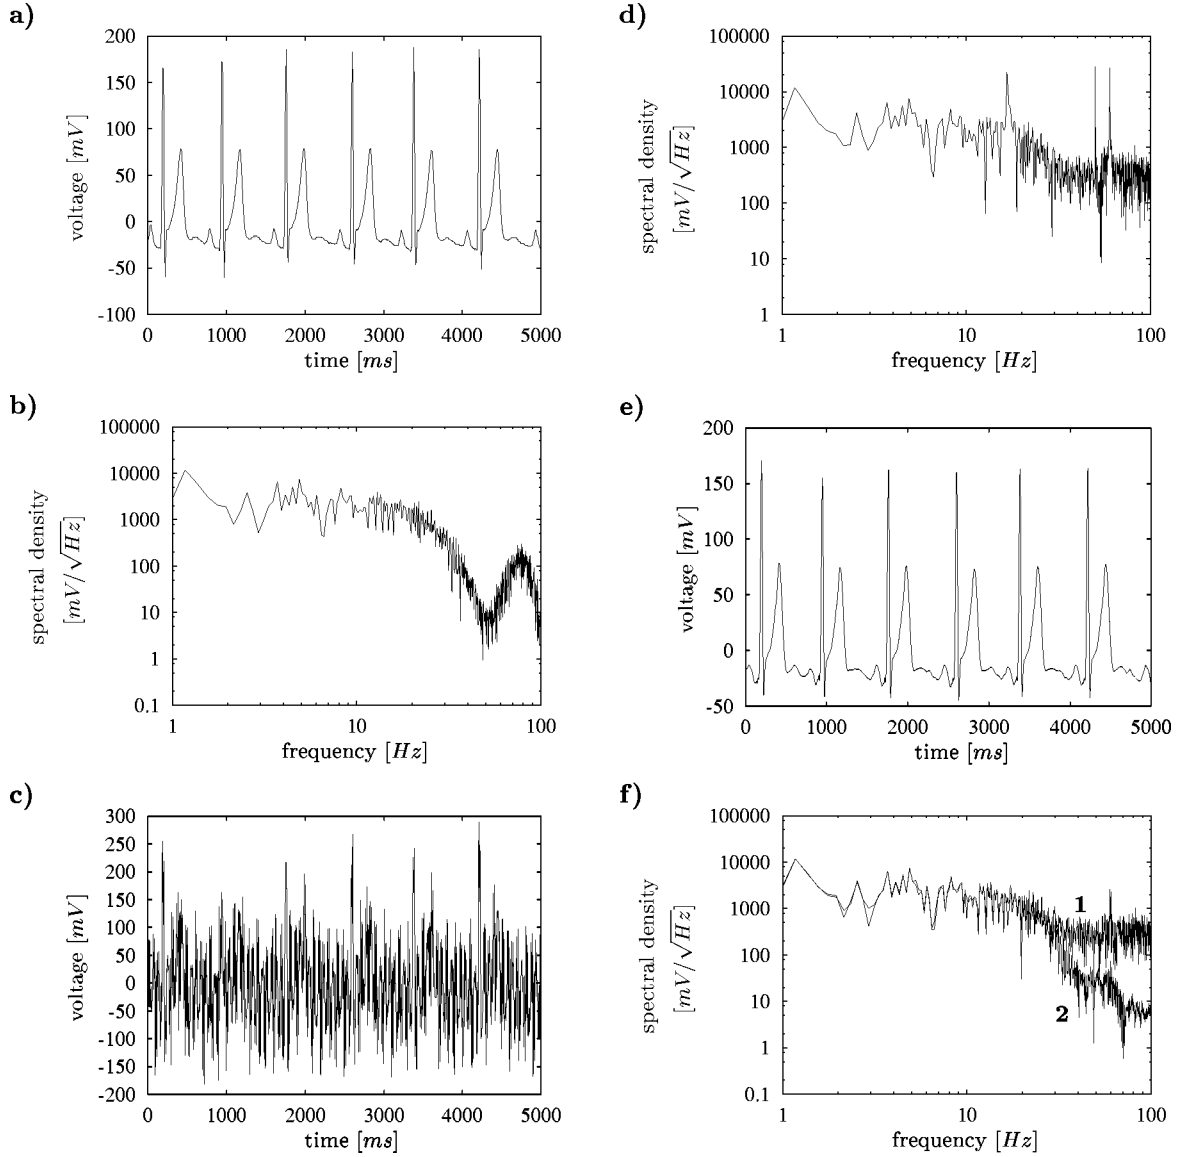 a)
200
150
100
50
0
-50
-100
voltage [mV]
0 1000 2000 3000 4000 5000
time [ms]
b)
100000
10000
1000
100
10
1
0.1
spectral density
[mV/√Hz]
1 10 100
frequency [Hz]
c)
300
250
200
150
100
50
0
-50
-100
-150
-200
voltage [mV]
0 1000 2000 3000 4000 5000
time [ms]
d)
100000
10000
1000
100
10
1
spectral density
[mV/√Hz]
1 10 100
frequency [Hz]
e)
200
150
100
50
0
-50
voltage [mV]
0 1000 2000 3000 4000 5000
time [ms]
f)
100000
10000
1000
100
10
1
0.1
spectral density
[mV/√Hz]
1
2
1 10 100
frequency [Hz]